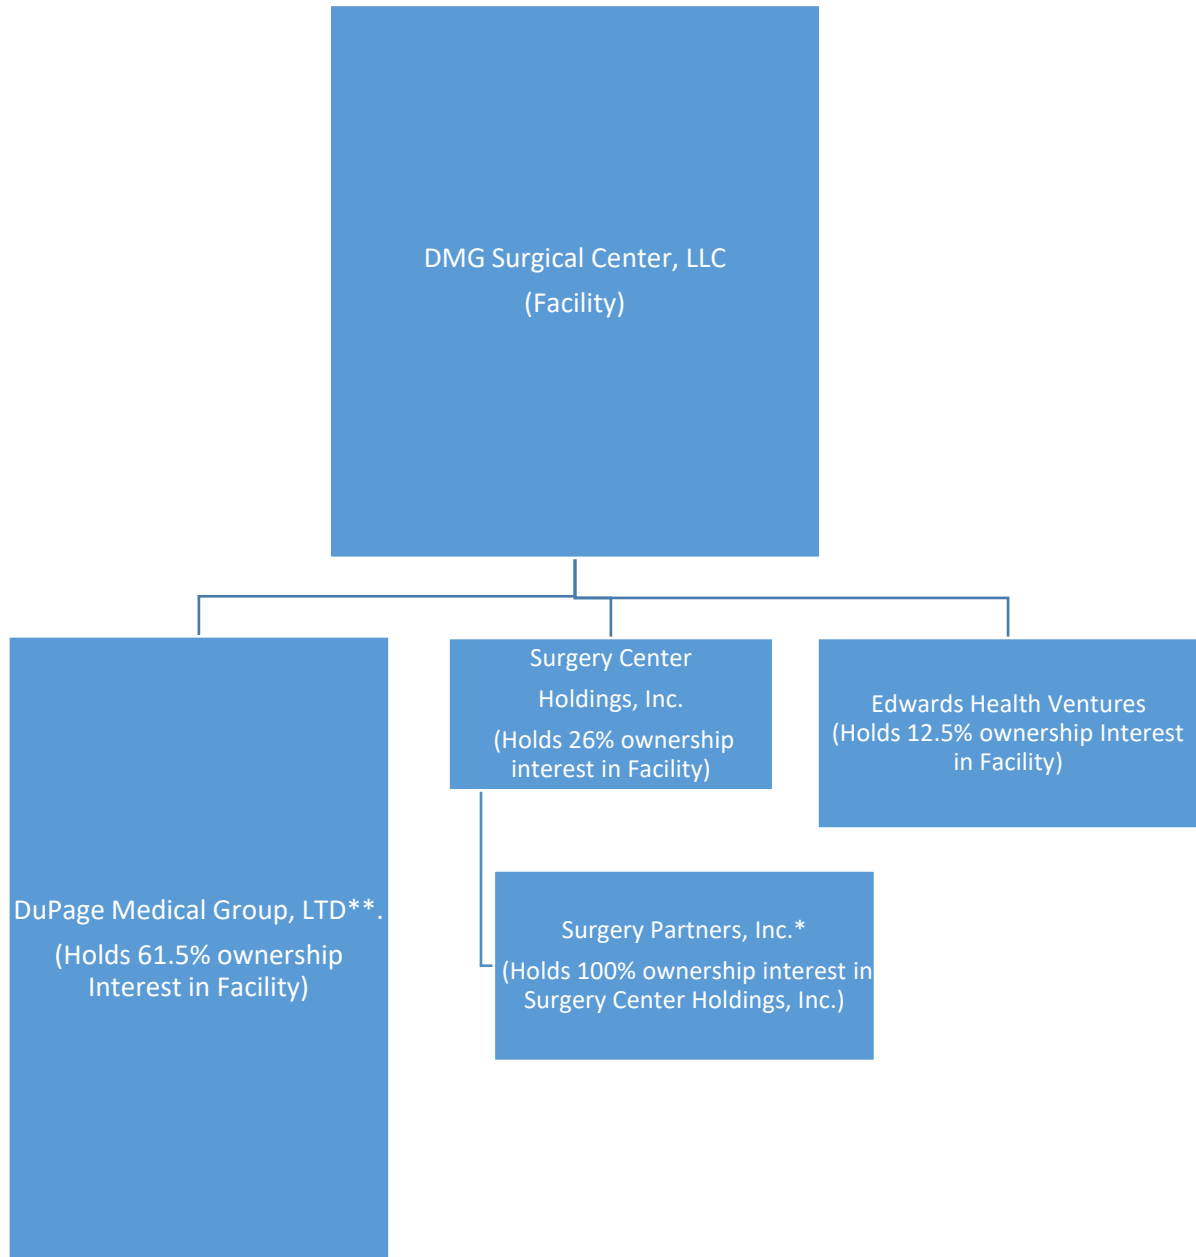 DMG Surgical Center, LLC
(Facility)
Surgery Center
Holdings, Inc.
(Holds 26% ownership
interest in Facility)
Edwards Health Ventures
(Holds 12.5% ownership Interest
in Facility)
DuPage Medical Group, LTD**.
(Holds 61.5% ownership
Interest in Facility)
Surgery Partners, Inc.*
(Holds 100% ownership interest in
Surgery Center Holdings, Inc.)